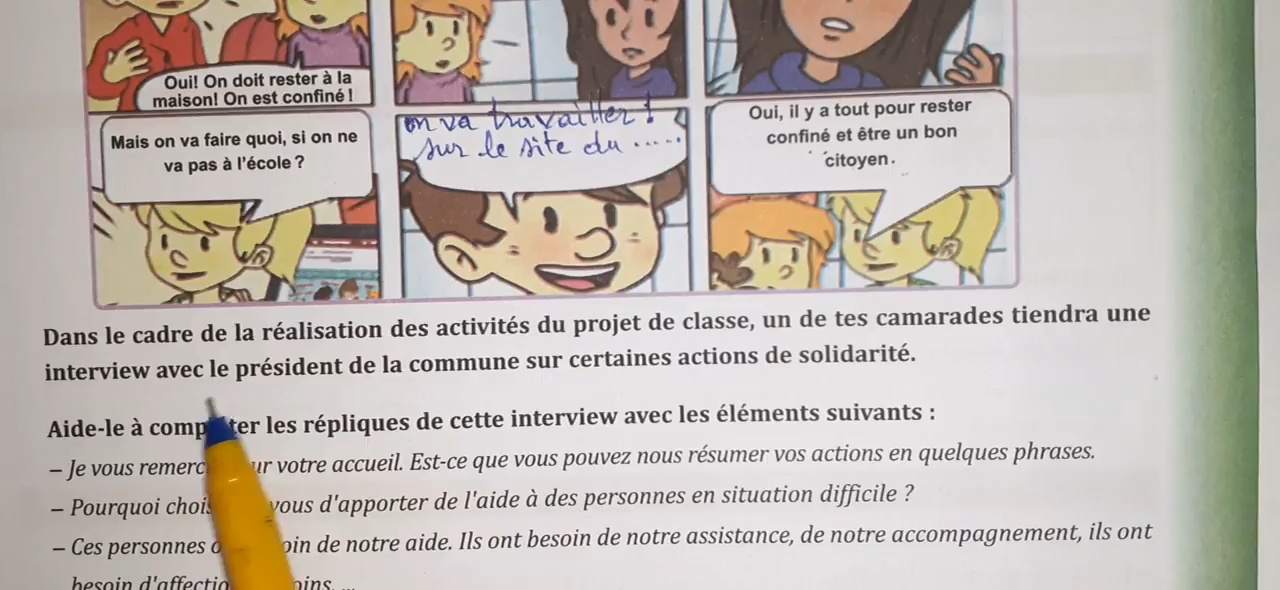 Oui! On doit rester à la
maison! On est confiné !
Mais on va faire quoi, si on ne
va pas à l'école ?
on va travailler !
sur le site du .....
Oui, il y a tout pour rester
confiné et être un bon
citoyen.
Dans le cadre de la réalisation des activités du projet de classe, un de tes camarades tiendra une
interview avec le président de la commune sur certaines actions de solidarité.
Aide-le à les répliques de cette interview avec les éléments suivants :
– Je vous votre accueil. Est-ce que vous pouvez nous résumer vos actions en quelques phrases.
– Pourquoi vous d'apporter de l'aide à des personnes en situation difficile ?
– Ces personnes de notre aide. Ils ont besoin de notre assistance, de notre accompagnement, ils ont
besoin